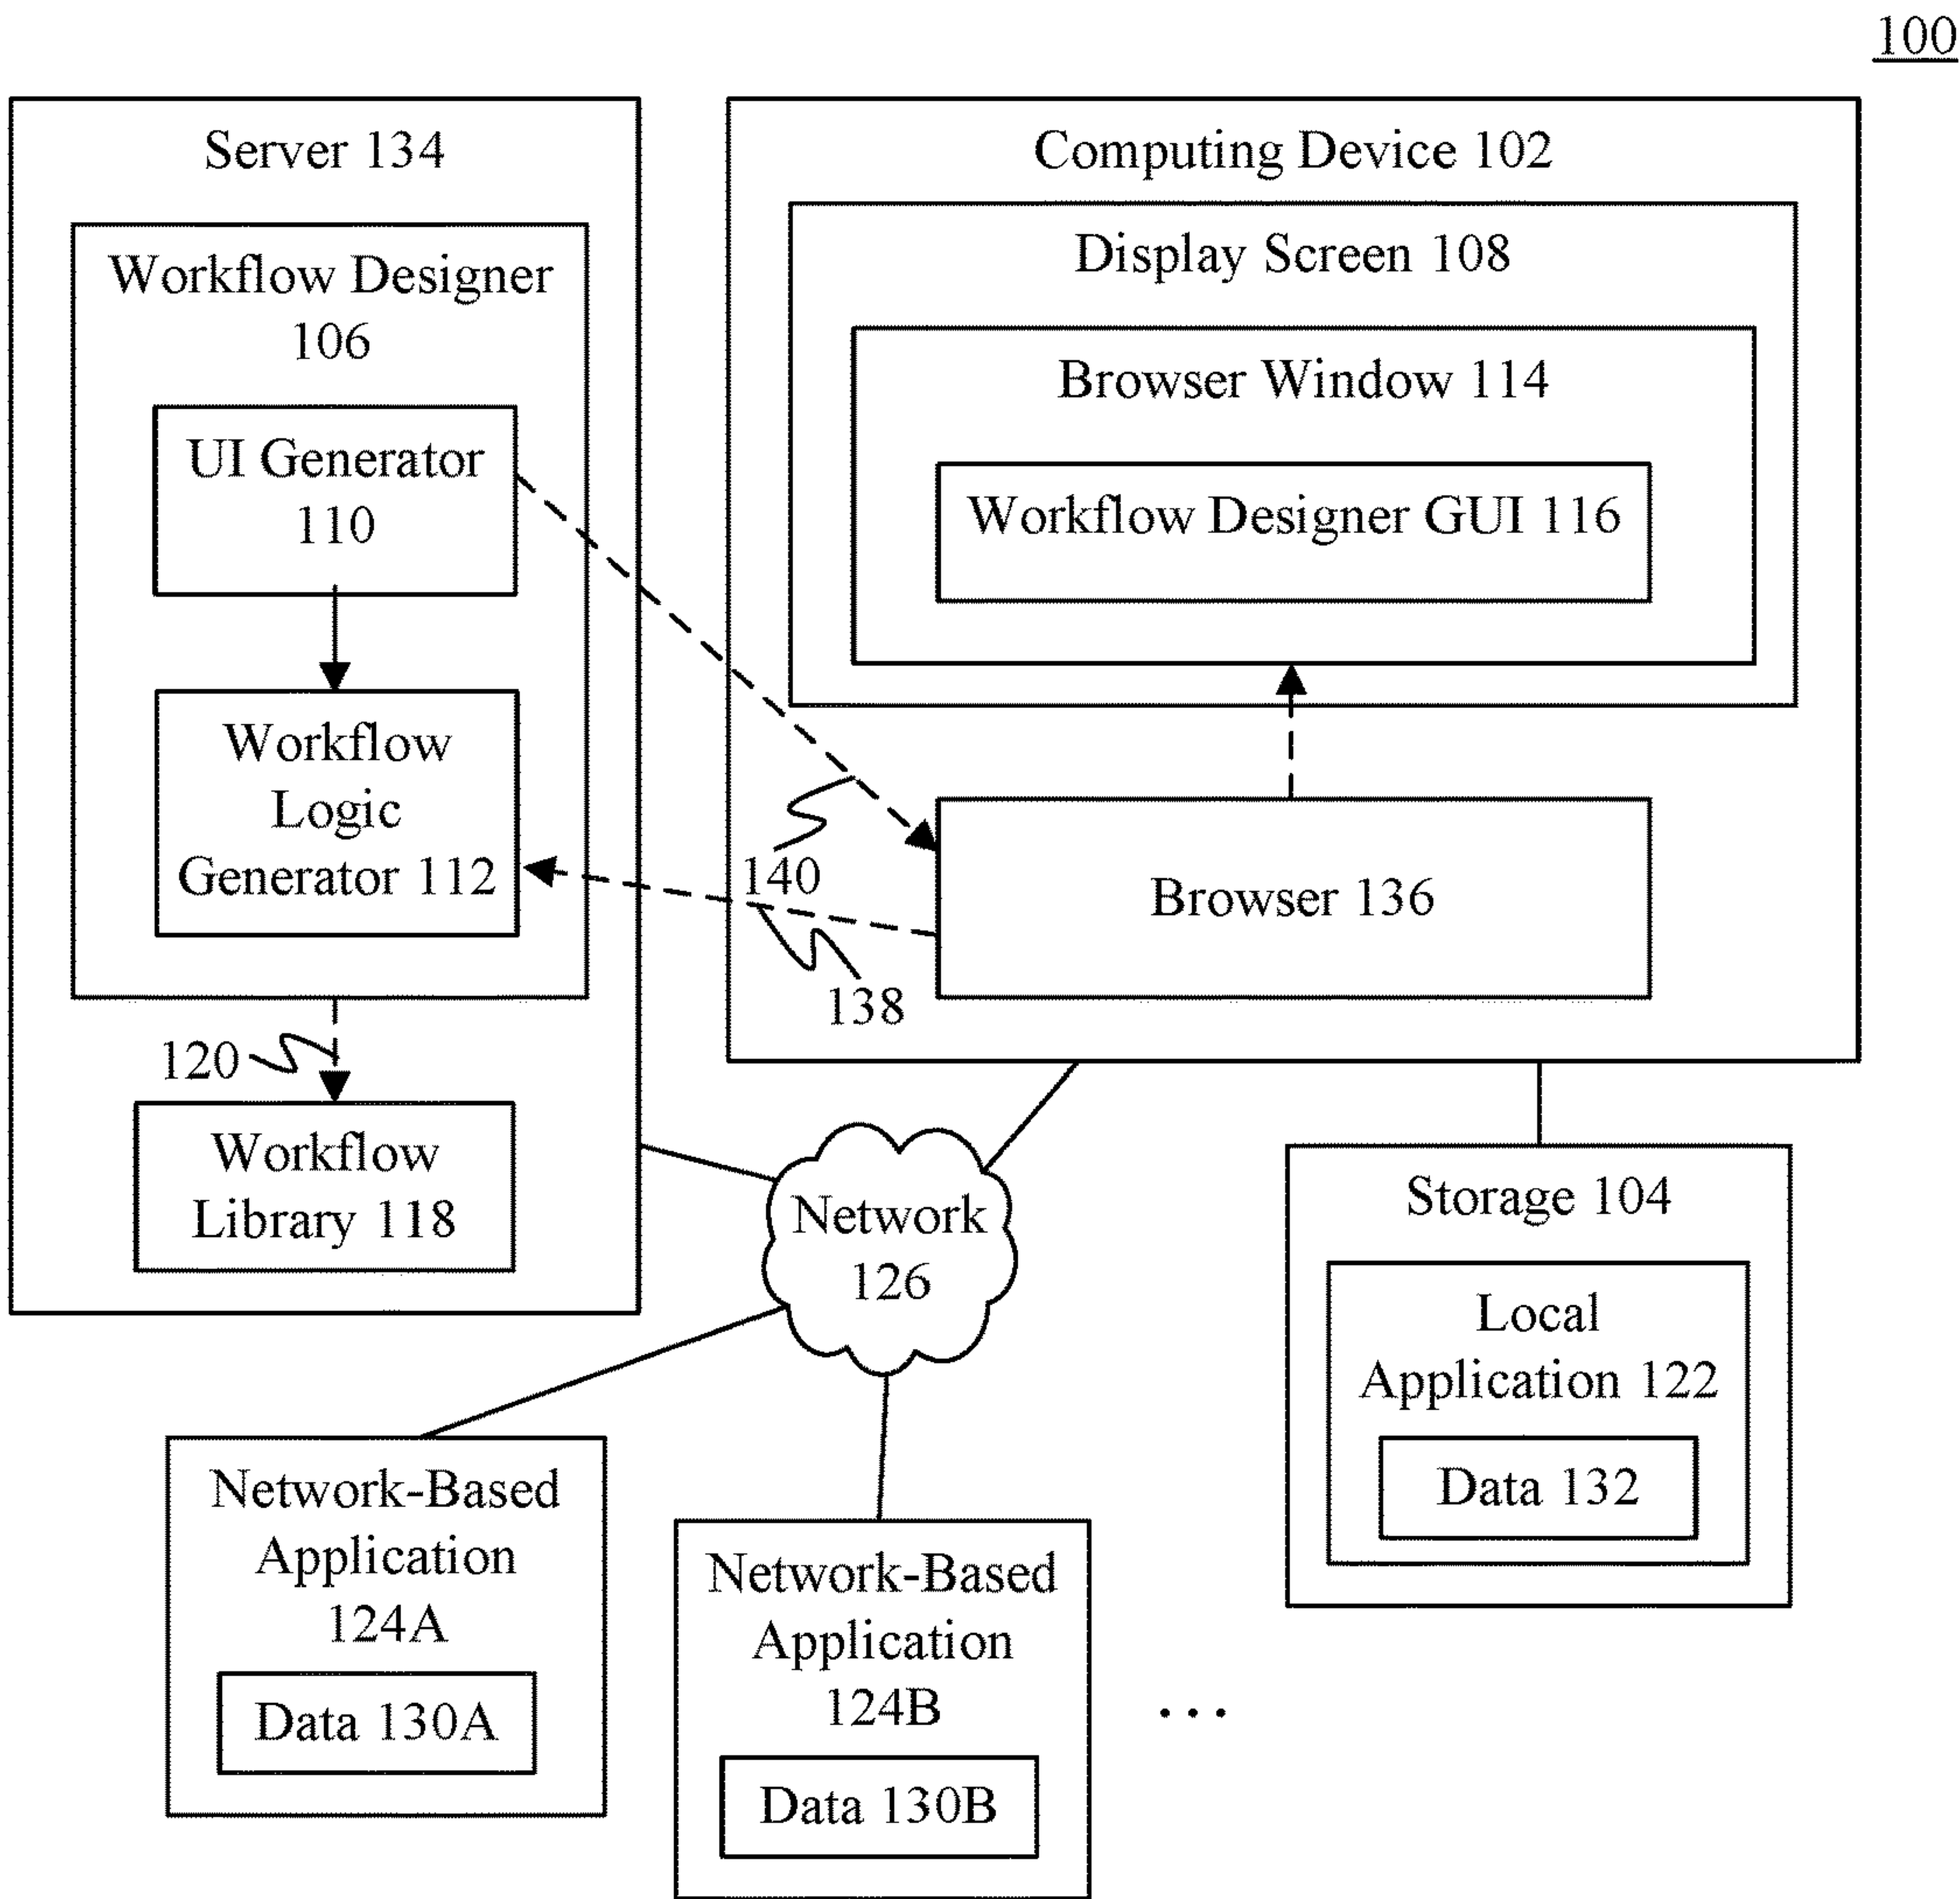 100
Server 134
Workflow Designer
106
UI Generator
110
Workflow
Logic
Generator 112
120
Workflow
Library 118
Computing Device 102
Display Screen 108
Browser Window 114
Workflow Designer GUI 116
140
Browser 136
138
Network
126
Storage 104
Local
Application 122
Data 132
Network-Based
Application
124A
Data 130A
Network-Based
Application
124B
Data 130B
...